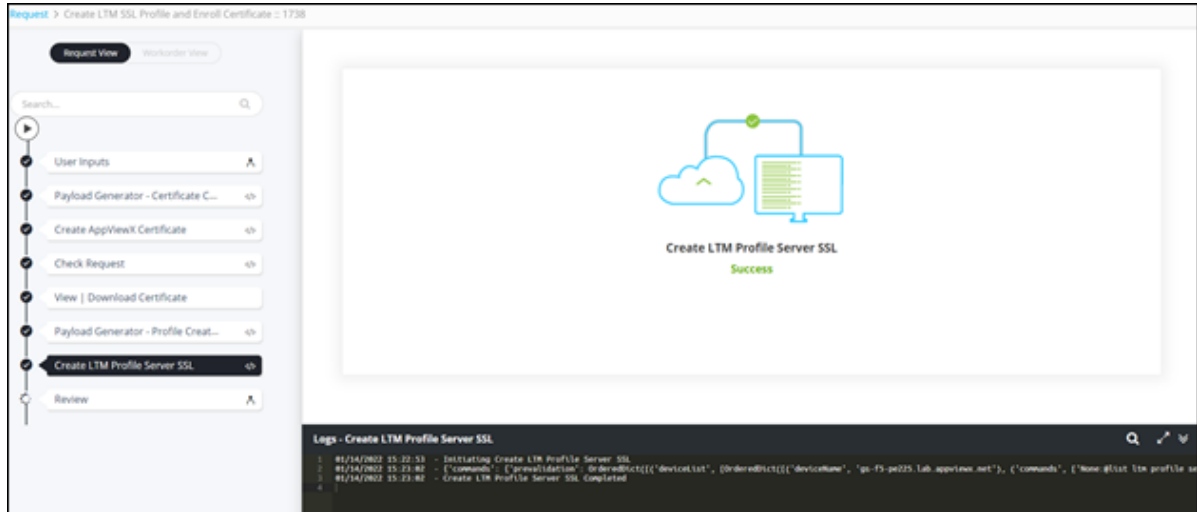 Request > Create LTM SSL Profile and Enroll Certificate :: 1738
Request View
Workorder View
Search...
User Inputs
Payload Generator - Certificate C...
Create AppViewX Certificate
Check Request
View | Download Certificate
Payload Generator - Profile Creat...
Create LTM Profile Server SSL
Review
Create LTM Profile Server SSL
Success
Logs - Create LTM Profile Server SSL
1 01/14/2022 15:22:53 - Initiating Create LTM Profile Server SSL
2 01/14/2022 15:23:02 - {'commands': {'prevalidation': OrderedDict([('deviceList', [OrderedDict([('deviceName', 'gs-f5-pe225.lab.appviewx.net'), ('commands', ['None:@list ltm profile se
3 01/14/2022 15:23:02 - Create LTM Profile Server SSL Completed
4